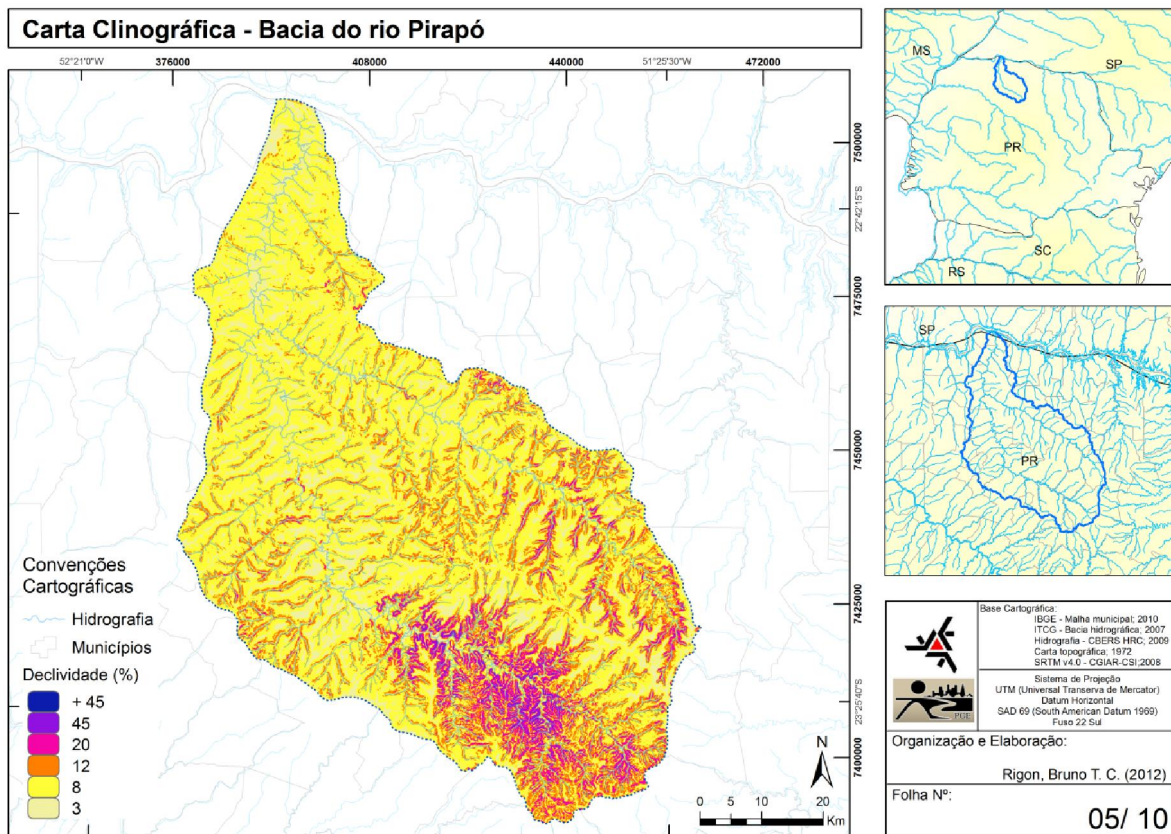 Carta Clinográfica - Bacia do rio Pirapó
52°21'0"W
376000
408000
440000
51°25'30"W
472000
7500000
22°42'15"S
7475000
7450000
7425000
23°25'40"S
7400000
Convenções
Cartográficas
Hidrografia
Municípios
Declividade (%)
+ 45
45
20
12
8
3
N
0 5 10 20
Km
MS
SP
PR
SC
RS
SP
PR
Base Cartográfica:
IBGE - Malha municipal; 2010
ITCG - Bacia hidrográfica; 2007
Hidrografia - CBERS HRC; 2009
Carta topográfica; 1972
SRTM v4.0 - CGIAR-CSI;2008
Sistema de Projeção
UTM (Universal Transversa de Mercator)
Datum Horizontal
SAD 69 (South American Datum 1969)
Fuso 22 Sul
PGE
Organização e Elaboração:
Rigon, Bruno T. C. (2012)
Folha Nº:
05/ 10